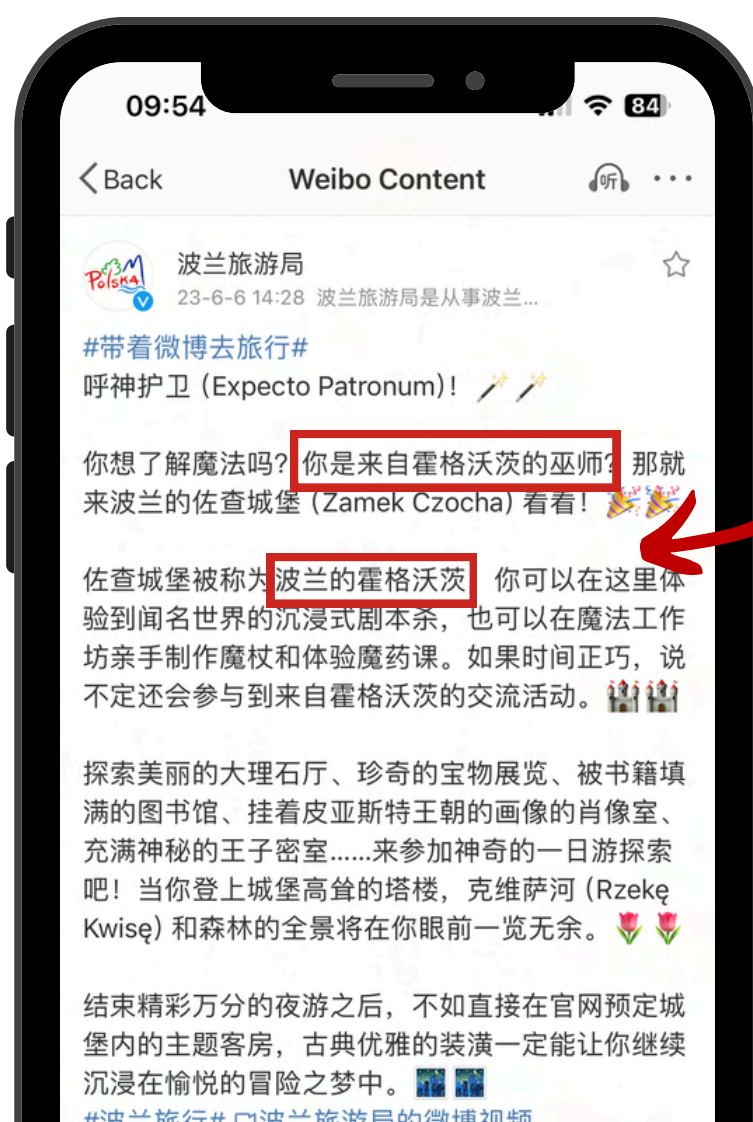 09:54
84
Back
Weibo Content
听
POlSKA
波兰旅游局
23-6-6 14:28 波兰旅游局是从事波兰...
#带着微博去旅行#
呼神护卫 (Expecto Patronum)!
你想了解魔法吗? 你是来自霍格沃茨的巫师? 那就
来波兰的佐查城堡 (Zamek Czocha) 看看!
佐查城堡被称为波兰的霍格沃茨 你可以在这里体
验到闻名世界的沉浸式剧本杀，也可以在魔法工作
坊亲手制作魔杖和体验魔药课。如果时间正巧，说
不定还会参与到来自霍格沃茨的交流活动。
探索美丽的大理石厅、珍奇的宝物展览、被书籍填
满的图书馆、挂着皮亚斯特王朝的画像的肖像室、
充满神秘的王子密室......来参加神奇的一日游探索
吧！当你登上城堡高耸的塔楼，克维萨河 (Rzekę
Kwisę) 和森林的全景将在你眼前一览无余。
结束精彩万分的夜游之后，不如直接在官网预定城
堡内的主题客房，古典优雅的装潢一定能让你继续
沉浸在愉悦的冒险之梦中。
#波兰旅行# 波兰旅游局的微博视频